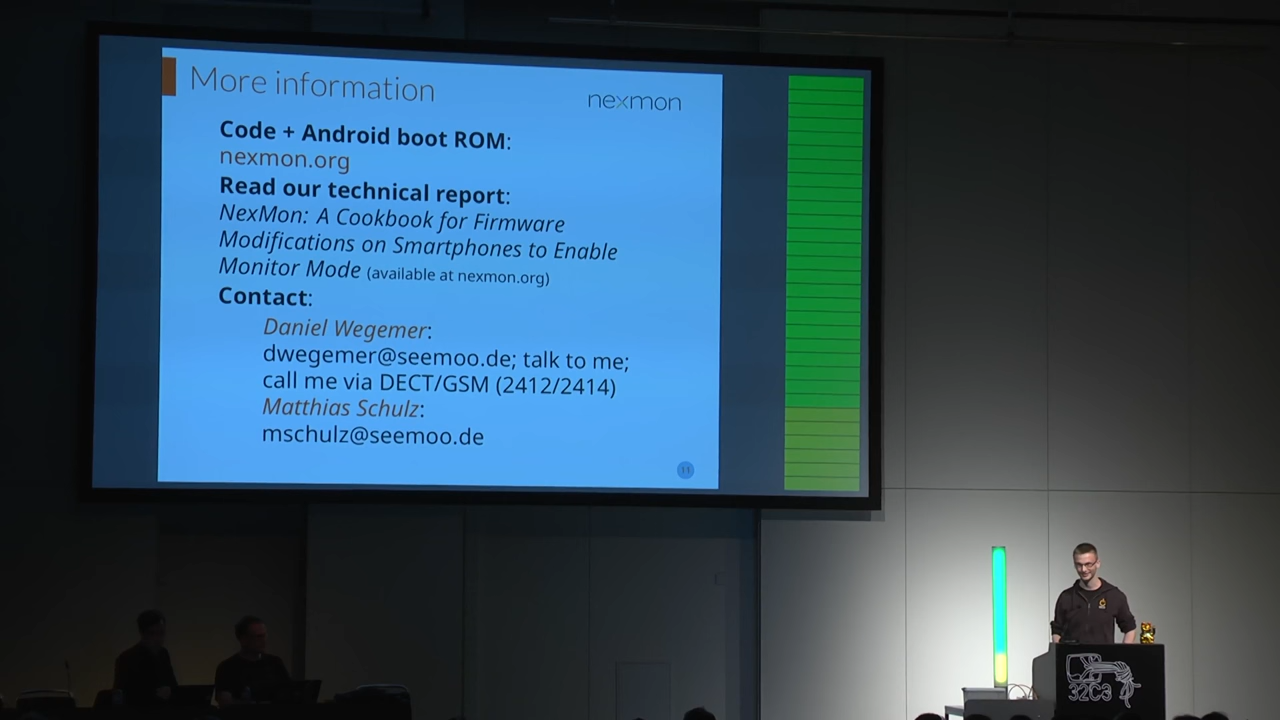 More information
nexmon
Code + Android boot ROM:
nexmon.org
Read our technical report:
NexMon: A Cookbook for Firmware
Modifications on Smartphones to Enable
Monitor Mode (available at nexmon.org)
Contact:
Daniel Wegemer:
dwegemer@seemoo.de; talk to me;
call me via DECT/GSM (2412/2414)
Matthias Schulz:
mschulz@seemoo.de
13
32C3